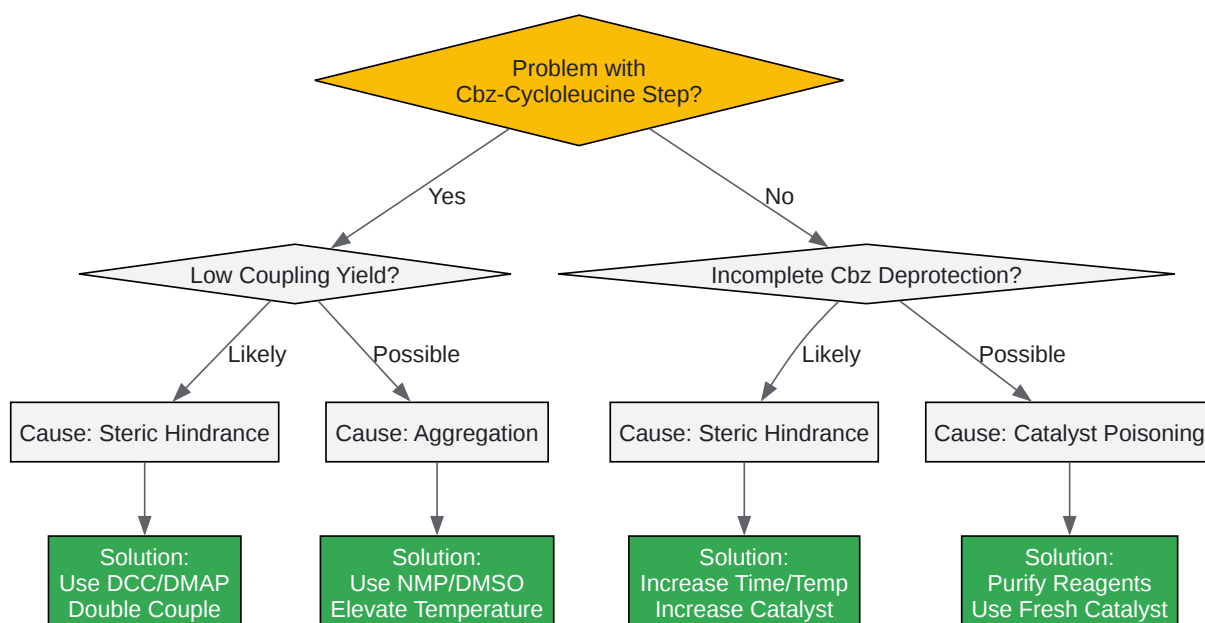 Problem with
Cbz-Cycloleucine Step?
Yes
No
Low Coupling Yield?
Incomplete Cbz Deprotection?
Likely
Possible
Likely
Possible
Cause: Steric Hindrance
Cause: Aggregation
Cause: Steric Hindrance
Cause: Catalyst Poisoning
Solution:
Use DCC/DMAP
Double Couple
Solution:
Use NMP/DMSO
Elevate Temperature
Solution:
Increase Time/Temp
Increase Catalyst
Solution:
Purify Reagents
Use Fresh Catalyst